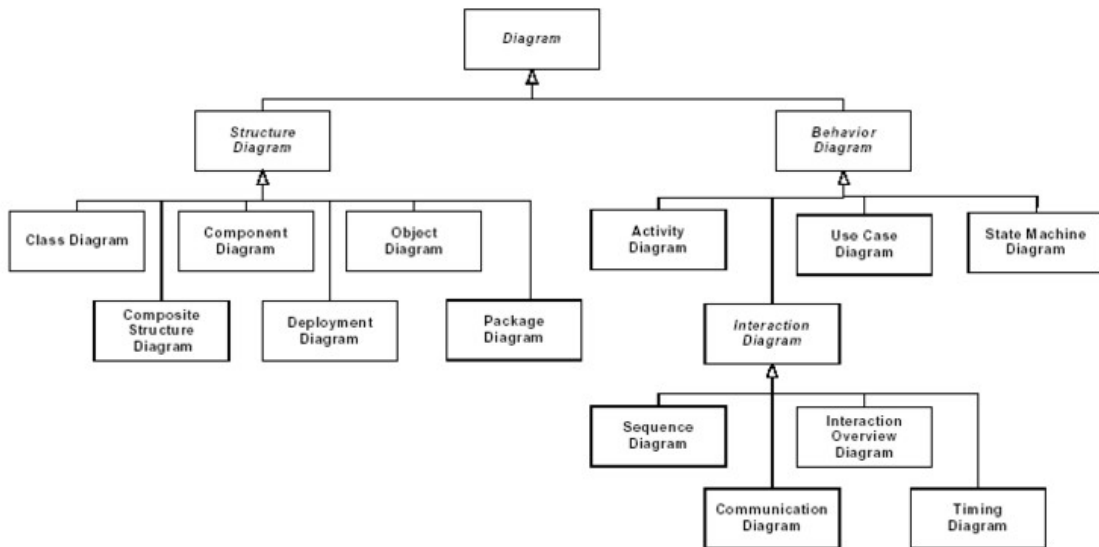 Diagram
Structure
Diagram
Behavior
Diagram
Class Diagram
Component
Diagram
Object
Diagram
Activity
Diagram
Use Case
Diagram
State Machine
Diagram
Composite
Structure
Diagram
Deployment
Diagram
Package
Diagram
Interaction
Diagram
Sequence
Diagram
Interaction
Overview
Diagram
Communication
Diagram
Timing
Diagram